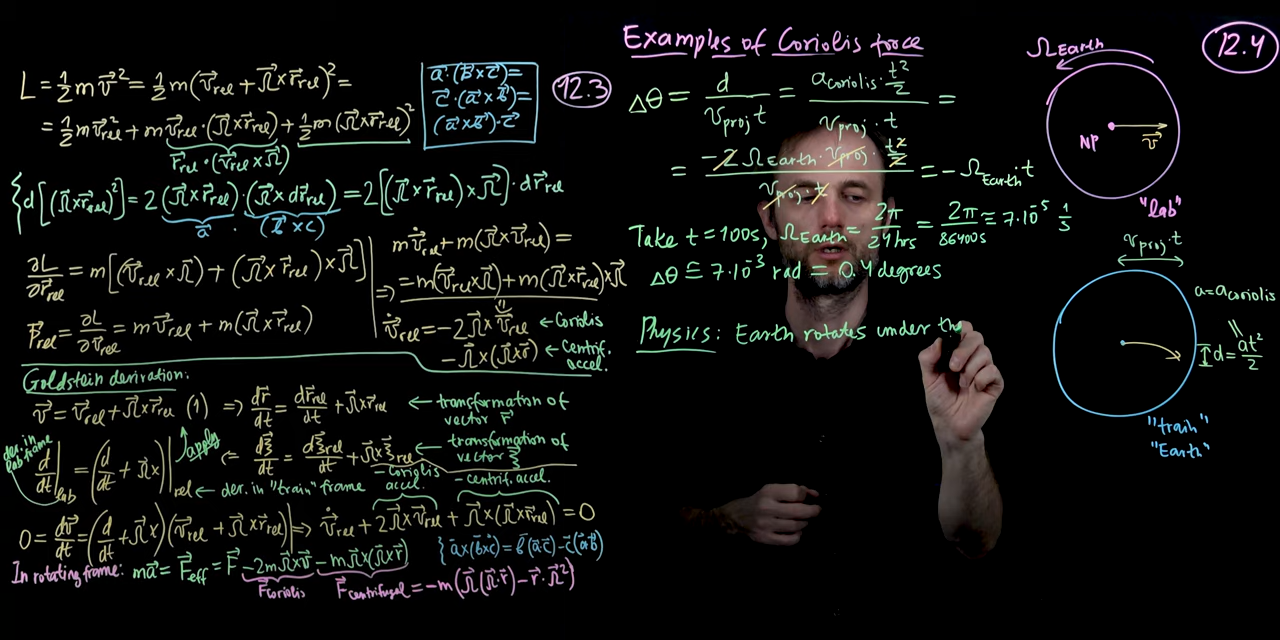 L = ½mv⃗² = ½m(v⃗rel + Ω⃗×r⃗rel)² =
= ½mv⃗²rel + m v⃗rel·(Ω⃗×r⃗rel) + ½m(Ω⃗×r⃗rel)²
r⃗rel·(v⃗rel×Ω⃗)
a⃗·(b⃗×c⃗)=
c⃗·(a⃗×b⃗)=
(a⃗×b⃗)·c⃗
12.3
{d[(Ω⃗×r⃗rel)²] = 2(Ω⃗×r⃗rel)·(Ω⃗×dr⃗rel) = 2[(Ω⃗×r⃗rel)×Ω⃗]·dr⃗rel
a⃗ · (b⃗×c⃗)
∂L/∂r⃗rel = m[(v⃗rel×Ω⃗) + (Ω⃗×r⃗rel)×Ω⃗]
P⃗rel = ∂L/∂v⃗rel = mv⃗rel + m(Ω⃗×r⃗rel)
mv⃗̇rel + m(Ω⃗×v⃗rel) =
⇒ = m(v⃗rel×Ω⃗) + m(Ω⃗×r⃗rel)×Ω⃗
v⃗̇rel = -2Ω⃗×v⃗rel ← Coriolis
-Ω⃗×(Ω⃗×r⃗) ← Centrif. accel.
Goldstein derivation:
v⃗ = v⃗rel + Ω⃗×r⃗rel (1) ⇒ dr⃗/dt = dr⃗rel/dt + Ω⃗×r⃗rel ← transformation of vector r⃗
der. in lab frame
apply
⇐ dξ⃗/dt = dξ⃗rel/dt + Ω⃗×ξ⃗rel ← transformation of vector ξ⃗
d/dt|lab = (d/dt + Ω⃗×)|rel ← der. in "train" frame
-Coriolis accel.
-centrif. accel.
0 = dv⃗/dt = (d/dt + Ω⃗×)(v⃗rel + Ω⃗×r⃗rel) ⇒ v⃗̇rel + 2Ω⃗×v⃗rel + Ω⃗×(Ω⃗×r⃗rel) = 0
{a⃗×(b⃗×c⃗) = b⃗(a⃗·c⃗) - c⃗(a⃗·b⃗)
In rotating frame: ma⃗ = F⃗eff = F⃗ - 2mΩ⃗×v⃗ - mΩ⃗×(Ω⃗×r⃗)
F⃗Coriolis
F⃗centrifugal = -m(Ω⃗(Ω⃗·r⃗) - r⃗·Ω⃗²)
Examples of Coriolis force
12.4
Δθ = d/(vproj t) = (acoriolis · t²/2)/(vproj · t) =
= (-2ΩEarth · vproj · t²/2)/(vproj · t) = -ΩEarth · t
Take t = 100s, ΩEarth = 2π/24hrs = 2π/86400s ≅ 7·10⁻⁵ 1/s
Δθ ≅ 7·10⁻³ rad = 0.4 degrees
Physics: Earth rotates under the
ΩEarth
NP
v⃗
"lab"
vproj · t
a = acoriolis
d = at²/2
"train"
"Earth"